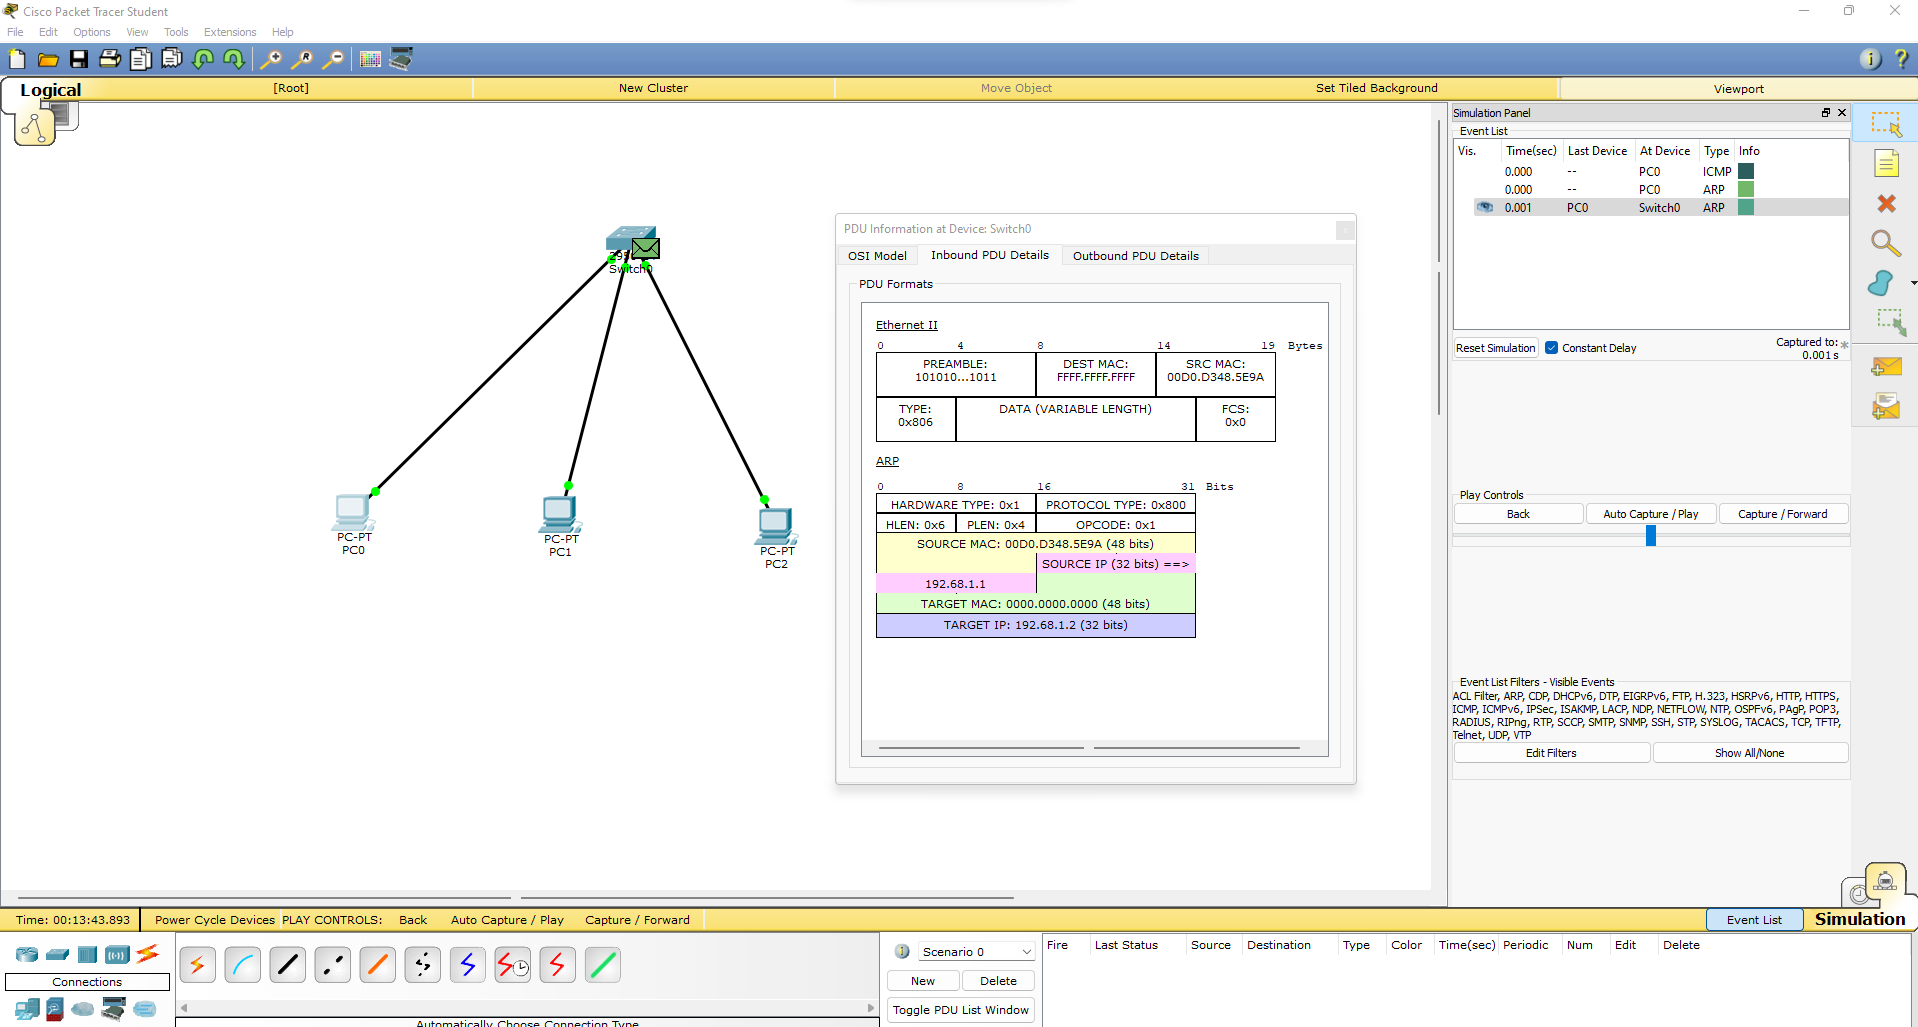 Cisco Packet Tracer Student
File Edit Options View Tools Extensions Help
Logical [Root] New Cluster Move Object Set Tiled Background Viewport
Simulation Panel
Event List
Vis. Time(sec) Last Device At Device Type Info
0.000 -- PC0 ICMP
0.000 -- PC0 ARP
0.001 PC0 Switch0 ARP
Reset Simulation Constant Delay Captured to: *
0.001 s
Play Controls
Back Auto Capture / Play Capture / Forward
Event List Filters - Visible Events
ACL Filter, ARP, CDP, DHCPv6, DTP, EIGRPv6, FTP, H.323, HSRPv6, HTTP, HTTPS,
ICMP, ICMPv6, IPSec, ISAKMP, LACP, NDP, NETFLOW, NTP, OSPFv6, PAgP, POP3,
RADIUS, RIPng, RTP, SCCP, SMTP, SNMP, SSH, STP, SYSLOG, TACACS, TCP, TFTP,
Telnet, UDP, VTP
Edit Filters Show All/None
Switch0
PC-PT
PC0
PC-PT
PC1
PC-PT
PC2
PDU Information at Device: Switch0
OSI Model Inbound PDU Details Outbound PDU Details
PDU Formats
Ethernet II
0 4 8 14 19 Bytes
PREAMBLE:
101010...1011
DEST MAC:
FFFF.FFFF.FFFF
SRC MAC:
00D0.D348.5E9A
TYPE:
0x806
DATA (VARIABLE LENGTH)
FCS:
0x0
ARP
0 8 16 31 Bits
HARDWARE TYPE: 0x1 PROTOCOL TYPE: 0x800
HLEN: 0x6 PLEN: 0x4 OPCODE: 0x1
SOURCE MAC: 00D0.D348.5E9A (48 bits)
SOURCE IP (32 bits) ==>
192.68.1.1
TARGET MAC: 0000.0000.0000 (48 bits)
TARGET IP: 192.68.1.2 (32 bits)
Time: 00:13:43.893 Power Cycle Devices PLAY CONTROLS: Back Auto Capture / Play Capture / Forward Event List Simulation
Connections
Automatically Choose Connection Type
Scenario 0
New Delete
Toggle PDU List Window
Fire Last Status Source Destination Type Color Time(sec) Periodic Num Edit Delete